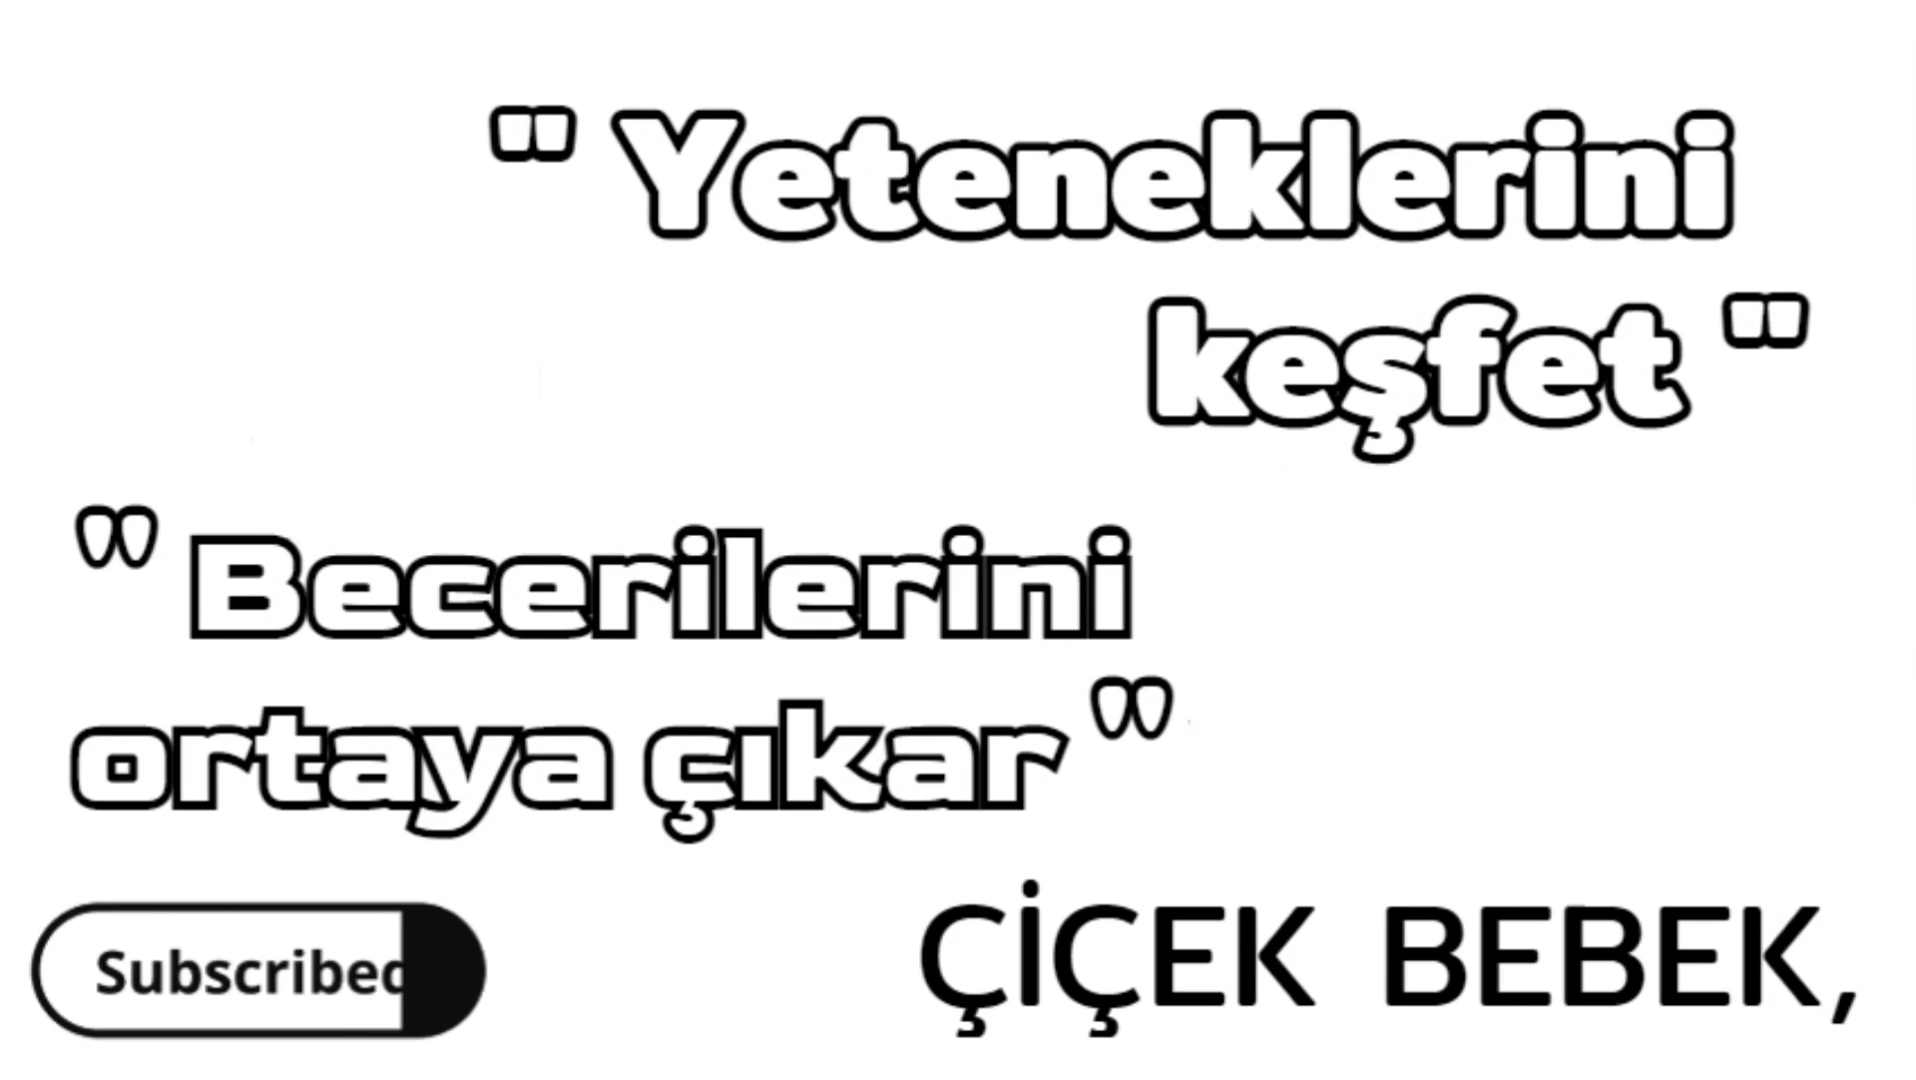 " Yeteneklerini
keşfet "
" Becerilerini
ortaya çıkar "
Subscribed
ÇİÇEK BEBEK,